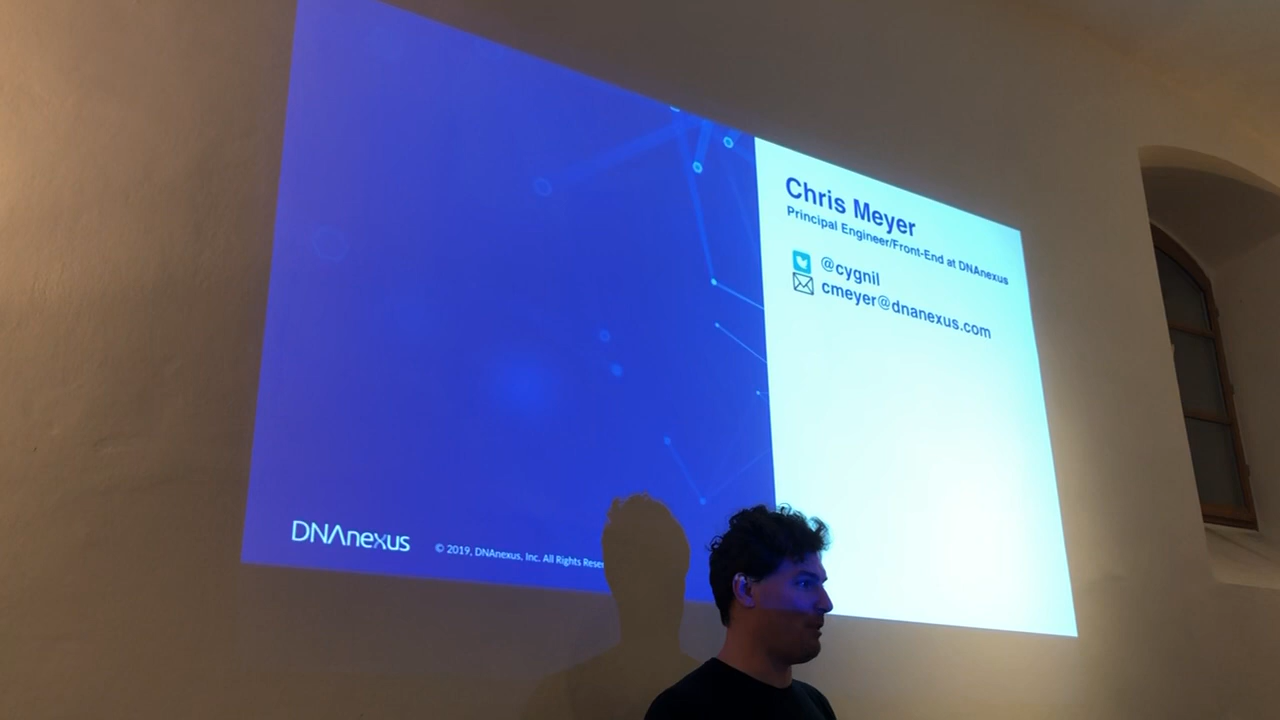 Chris Meyer
Principal Engineer/Front-End at DNAnexus
@cygnil
cmeyer@dnanexus.com
DNAnexus
© 2019, DNAnexus, Inc. All Rights